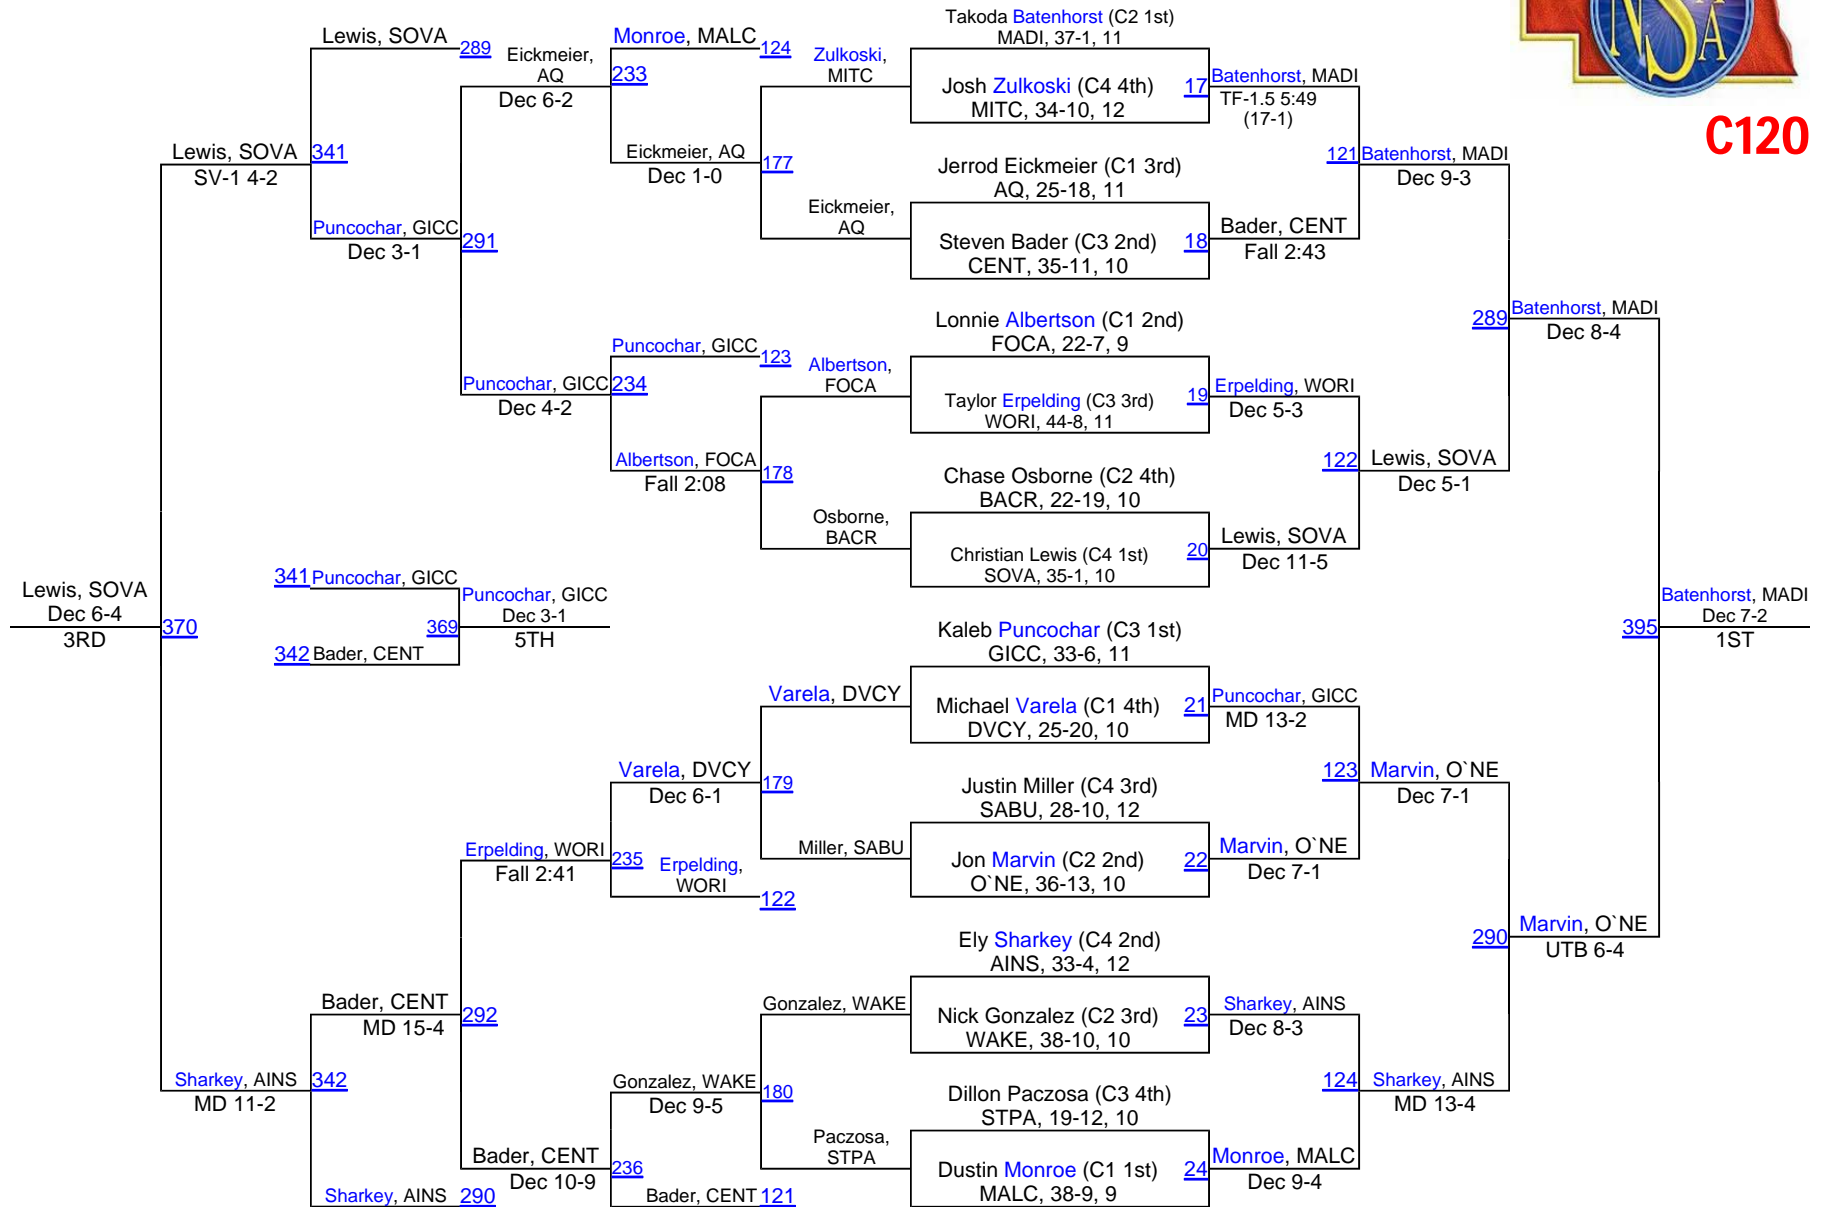 Takoda Batenhorst (C2 1st)
MADI, 37-1, 11
Lewis, SOVA
289
Eickmeier,
AQ
Dec 6-2
Monroe, MALC
124
233
Zulkoski,
MITC
Josh Zulkoski (C4 4th)
MITC, 34-10, 12
17
Batenhorst, MADI
TF-1.5 5:49
(17-1)
NSAA
C120
Lewis, SOVA
SV-1 4-2
341
Eickmeier, AQ
Dec 1-0
177
Jerrod Eickmeier (C1 3rd)
AQ, 25-18, 11
121
Batenhorst, MADI
Dec 9-3
Puncochar, GICC
Dec 3-1
291
Eickmeier,
AQ
Steven Bader (C3 2nd)
CENT, 35-11, 10
18
Bader, CENT
Fall 2:43
Lonnie Albertson (C1 2nd)
FOCA, 22-7, 9
289
Batenhorst, MADI
Dec 8-4
Puncochar, GICC
123
Albertson,
FOCA
Puncochar, GICC
Dec 4-2
234
Taylor Erpelding (C3 3rd)
WORI, 44-8, 11
19
Erpelding, WORI
Dec 5-3
Albertson, FOCA
Fall 2:08
178
Chase Osborne (C2 4th)
BACR, 22-19, 10
122
Lewis, SOVA
Dec 5-1
Osborne,
BACR
Christian Lewis (C4 1st)
SOVA, 35-1, 10
20
Lewis, SOVA
Dec 11-5
Lewis, SOVA
Dec 6-4
3RD
370
341
Puncochar, GICC
369
342
Bader, CENT
Puncochar, GICC
Dec 3-1
5TH
Kaleb Puncochar (C3 1st)
GICC, 33-6, 11
395
Batenhorst, MADI
Dec 7-2
1ST
Varela, DVCY
Michael Varela (C1 4th)
DVCY, 25-20, 10
21
Puncochar, GICC
MD 13-2
Varela, DVCY
Dec 6-1
179
Justin Miller (C4 3rd)
SABU, 28-10, 12
123
Marvin, O`NE
Dec 7-1
Erpelding, WORI
Fall 2:41
235
Erpelding,
WORI
122
Miller, SABU
Jon Marvin (C2 2nd)
O`NE, 36-13, 10
22
Marvin, O`NE
Dec 7-1
Ely Sharkey (C4 2nd)
AINS, 33-4, 12
290
Marvin, O`NE
UTB 6-4
Bader, CENT
MD 15-4
292
Gonzalez, WAKE
Nick Gonzalez (C2 3rd)
WAKE, 38-10, 10
23
Sharkey, AINS
Dec 8-3
Sharkey, AINS
MD 11-2
342
Gonzalez, WAKE
Dec 9-5
180
Dillon Paczosa (C3 4th)
STPA, 19-12, 10
124
Sharkey, AINS
MD 13-4
Paczosa,
STPA
Bader, CENT
Dec 10-9
236
Dustin Monroe (C1 1st)
MALC, 38-9, 9
24
Monroe, MALC
Dec 9-4
Sharkey, AINS
290
Bader, CENT
121